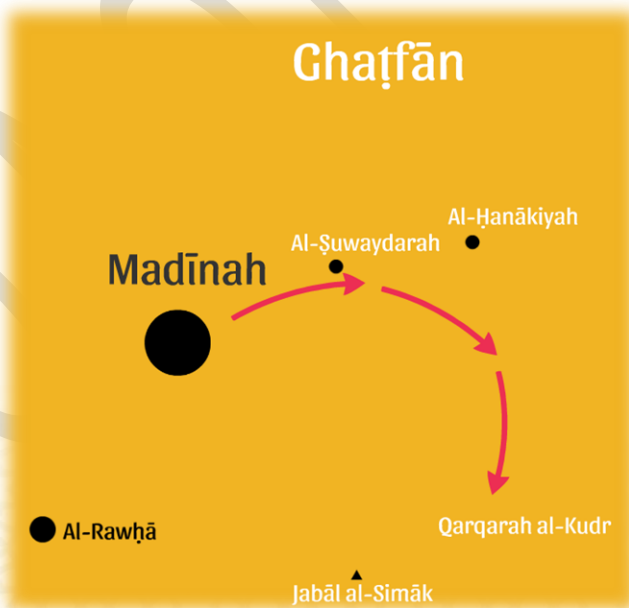 Ghaṭfān
Al-Ḥanākiyah
Al-Ṣuwaydarah
Madīnah
Qarqarah al-Kudr
Al-Rawḥā
Jabāl al-Simāk